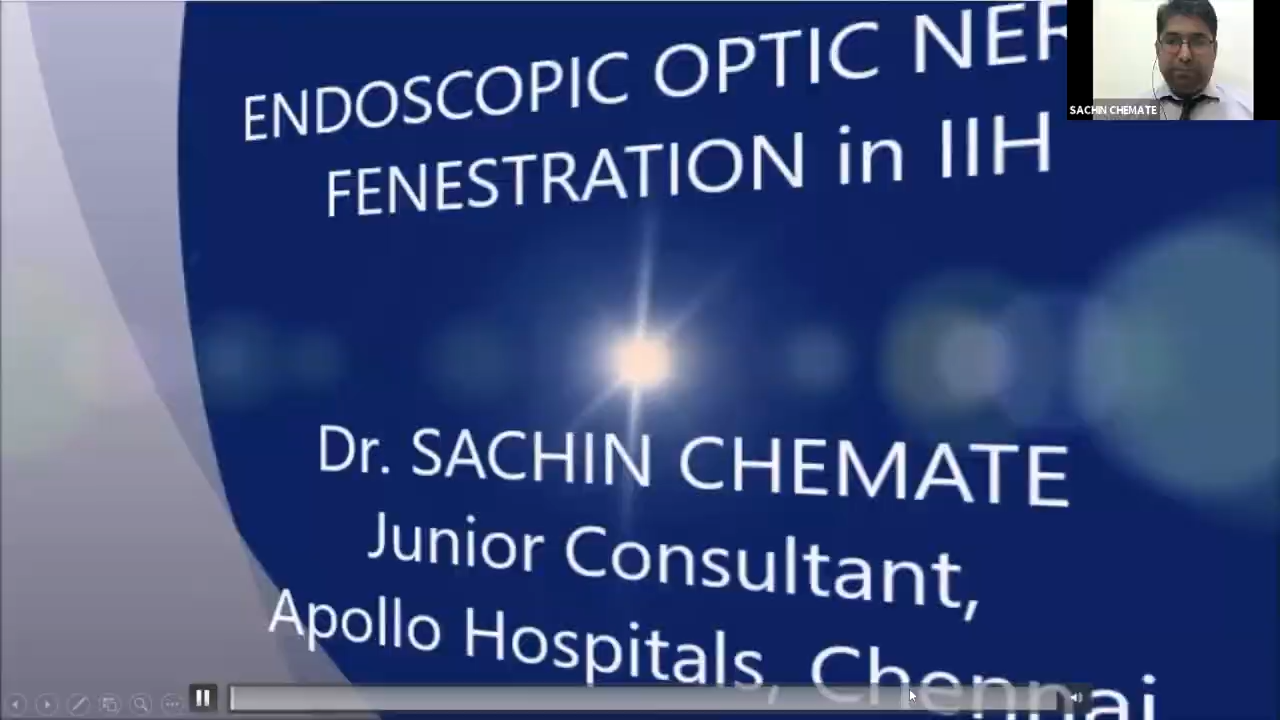 ENDOSCOPIC OPTIC NER
FENESTRATION in IIH
SACHIN CHEMATE
Dr. SACHIN CHEMATE
Junior Consultant,
Apollo Hospitals, Chennai